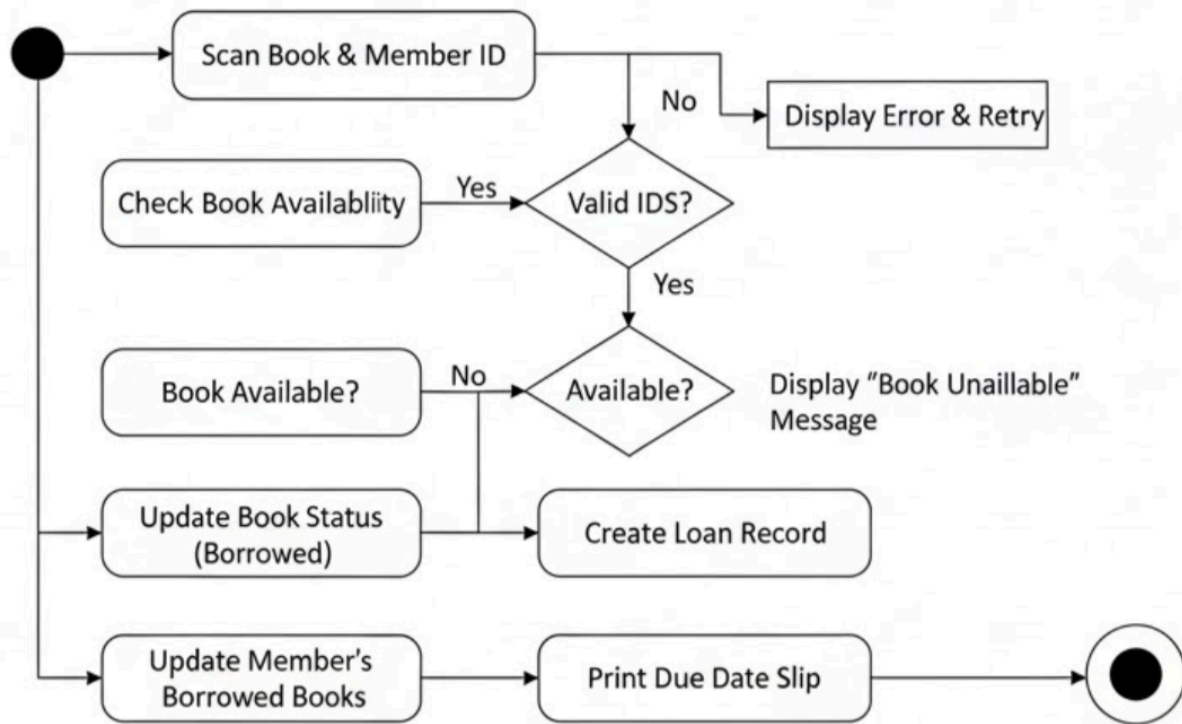 Scan Book & Member ID
No
Display Error & Retry
Check Book Availabliity
Yes
Valid IDS?
Yes
Book Available?
No
Available?
Display "Book Unaillable"
Message
Update Book Status
(Borrowed)
Create Loan Record
Update Member's
Borrowed Books
Print Due Date Slip